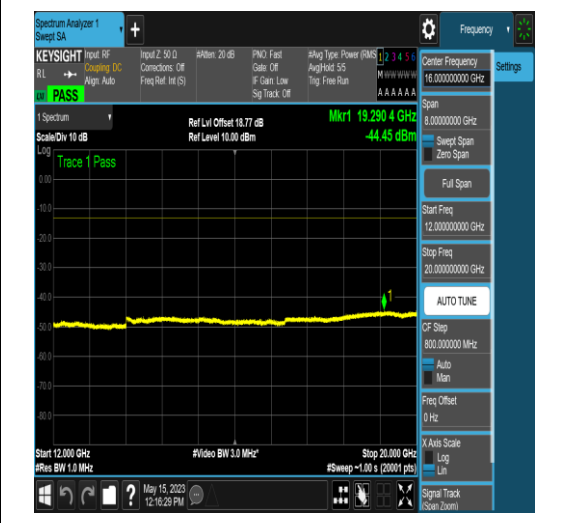 Spectrum Analyzer 1
Swept SA
+
Frequency
KEYSIGHT
RL
PASS
Input: RF
Coupling: DC
Align: Auto
Input Z: 50 Ω
Corrections: Off
Freq Ref: Int (S)
#Atten: 20 dB
PNO: Fast
Gate: Off
IF Gain: Low
Sig Track: Off
#Avg Type: Power (RMS
Avg|Hold: 5/5
Trig: Free Run
1 2 3 4 5 6
M W W W W W
A A A A A A
1 Spectrum
Scale/Div 10 dB
Ref Lvl Offset 18.77 dB
Ref Level 10.00 dBm
Mkr1 19.290 4 GHz
-44.45 dBm
Log
Trace 1 Pass
0.00
-10.0
-20.0
-30.0
-40.0
-50.0
-60.0
-70.0
-80.0
1
Start 12.000 GHz
#Res BW 1.0 MHz
#Video BW 3.0 MHz*
Stop 20.000 GHz
#Sweep ~1.00 s (20001 pts)
May 15, 2023
12:16:29 PM
?
Center Frequency
16.000000000 GHz
Span
8.00000000 GHz
Swept Span
Zero Span
Full Span
Start Freq
12.000000000 GHz
Stop Freq
20.000000000 GHz
AUTO TUNE
CF Step
800.000000 MHz
Auto
Man
Freq Offset
0 Hz
X Axis Scale
Log
Lin
Signal Track
(Span Zoom)
Settings